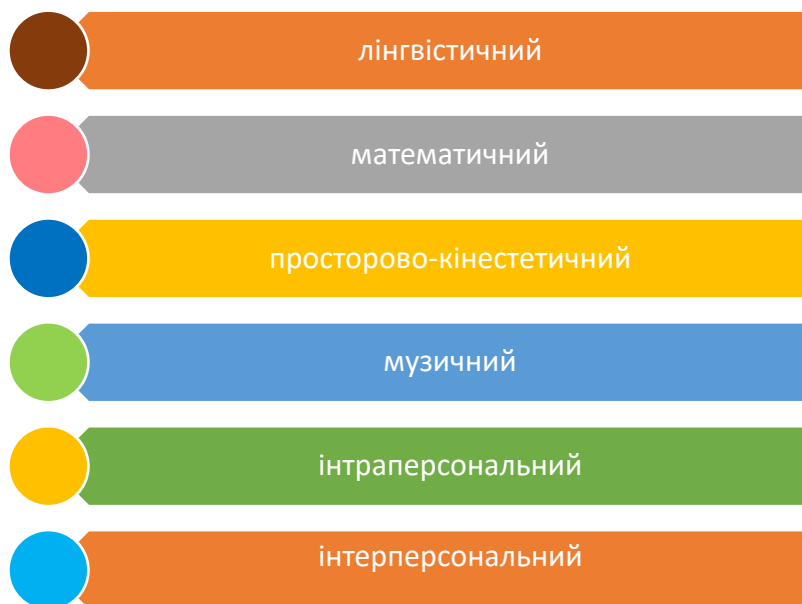 лінгвістичний
математичний
просторово-кінестетичний
музичний
інтраперсональний
інтерперсональний